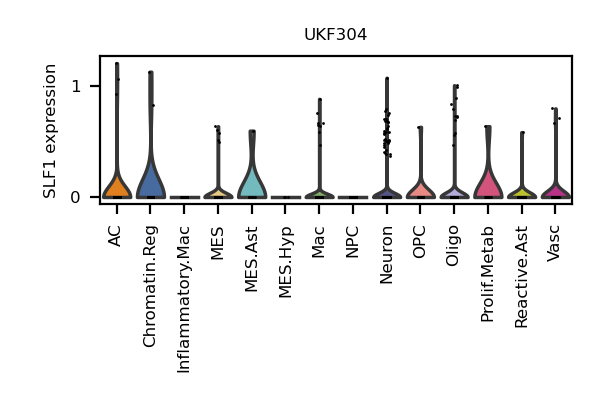 UKF304
SLF1 expression
1
0
AC
Chromatin.Reg
Inflammatory.Mac
MES
MES.Ast
MES.Hyp
Mac
NPC
Neuron
OPC
Oligo
Prolif.Metab
Reactive.Ast
Vasc